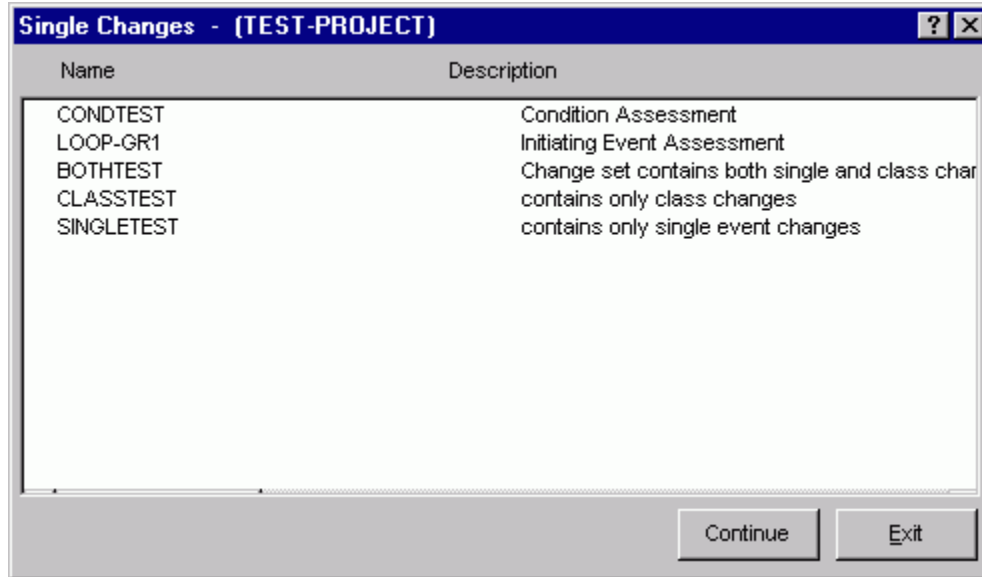 Single Changes - (TEST-PROJECT) ?
Name Description
CONDTEST Condition Assessment
LOOP-GR1 Initiating Event Assessment
BOTHTEST Change set contains both single and class char
CLASSTEST contains only class changes
SINGLETEST contains only single event changes
Continue Exit